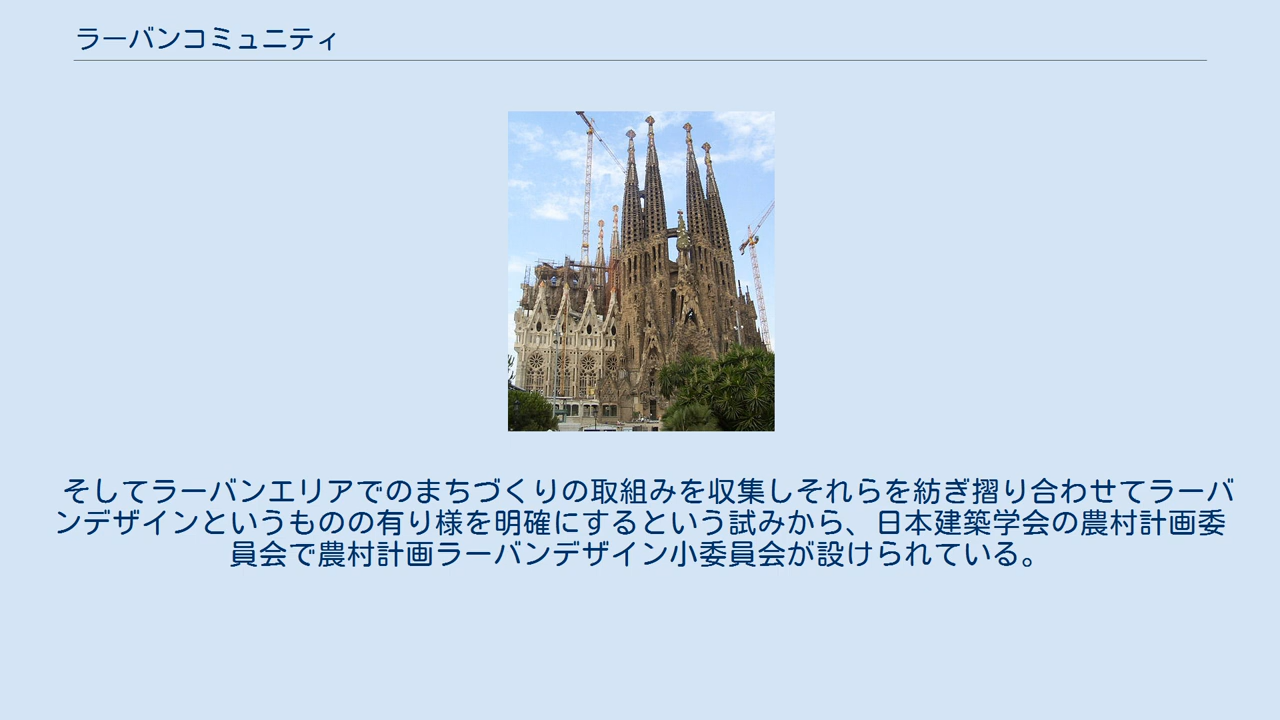 ラーバンコミュニティ
そしてラーバンエリアでのまちづくりの取組みを収集しそれらを紡ぎ摺り合わせてラーバ
ンデザインというものの有り様を明確にするという試みから、日本建築学会の農村計画委
員会で農村計画ラーバンデザイン小委員会が設けられている。